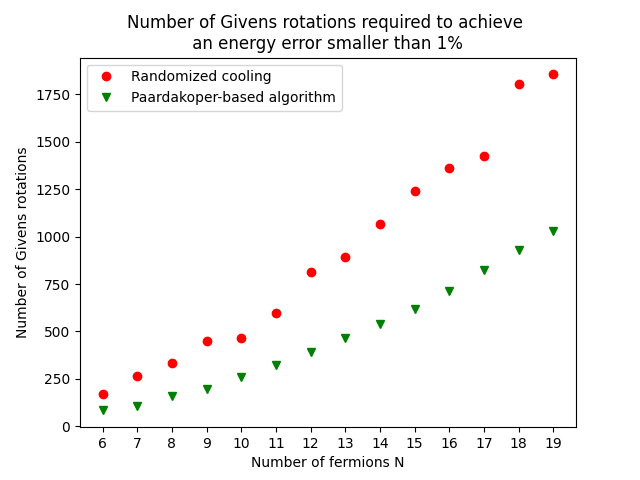 Number of Givens rotations required to achieve
an energy error smaller than 1%
Randomized cooling
Paardakoper-based algorithm
Number of Givens rotations
1750
1500
1250
1000
750
500
250
0
6 7 8 9 10 11 12 13 14 15 16 17 18 19
Number of fermions N